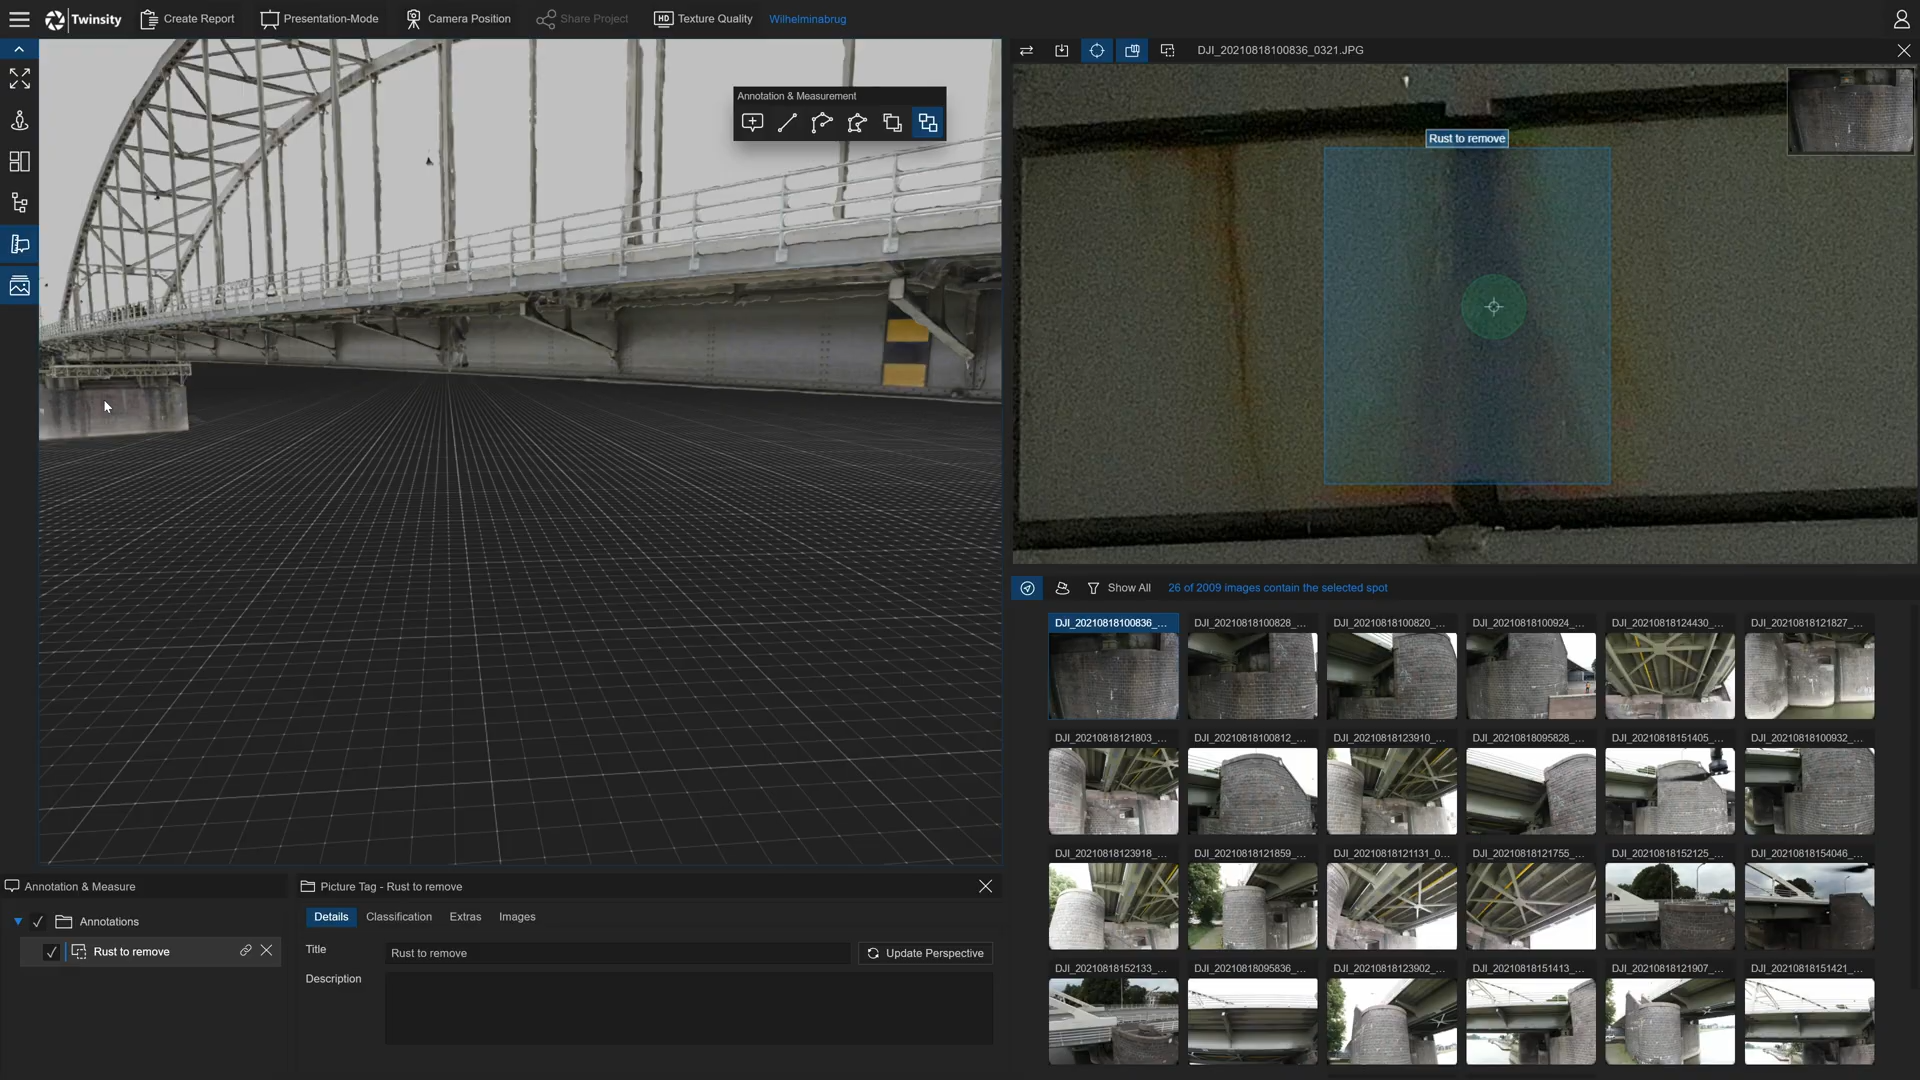 Twinsity
Create Report
Presentation-Mode
Camera Position
Share Project
HD Texture Quality
Wilhelminabrug
DJI_20210818100836_0321.JPG
Annotation & Measurement
Rust to remove
Show All
26 of 2009 images contain the selected spot
DJI_20210818100836_... DJI_20210818100828_... DJI_20210818100820_... DJI_20210818100924_... DJI_20210818124430_... DJI_20210818121827_...
DJI_20210818121803_... DJI_20210818100812_... DJI_20210818123910_... DJI_20210818095828_... DJI_20210818151405_... DJI_20210818100932_...
DJI_20210818123918_... DJI_20210818121859_... DJI_20210818121131_0... DJI_20210818121755_... DJI_20210818152125_... DJI_20210818154046_...
DJI_20210818152133_... DJI_20210818095836_... DJI_20210818123902_... DJI_20210818151413_... DJI_20210818121907_... DJI_20210818151421_...
Annotation & Measure
Annotations
Rust to remove
Picture Tag - Rust to remove
Details Classification Extras Images
Title Rust to remove Update Perspective
Description